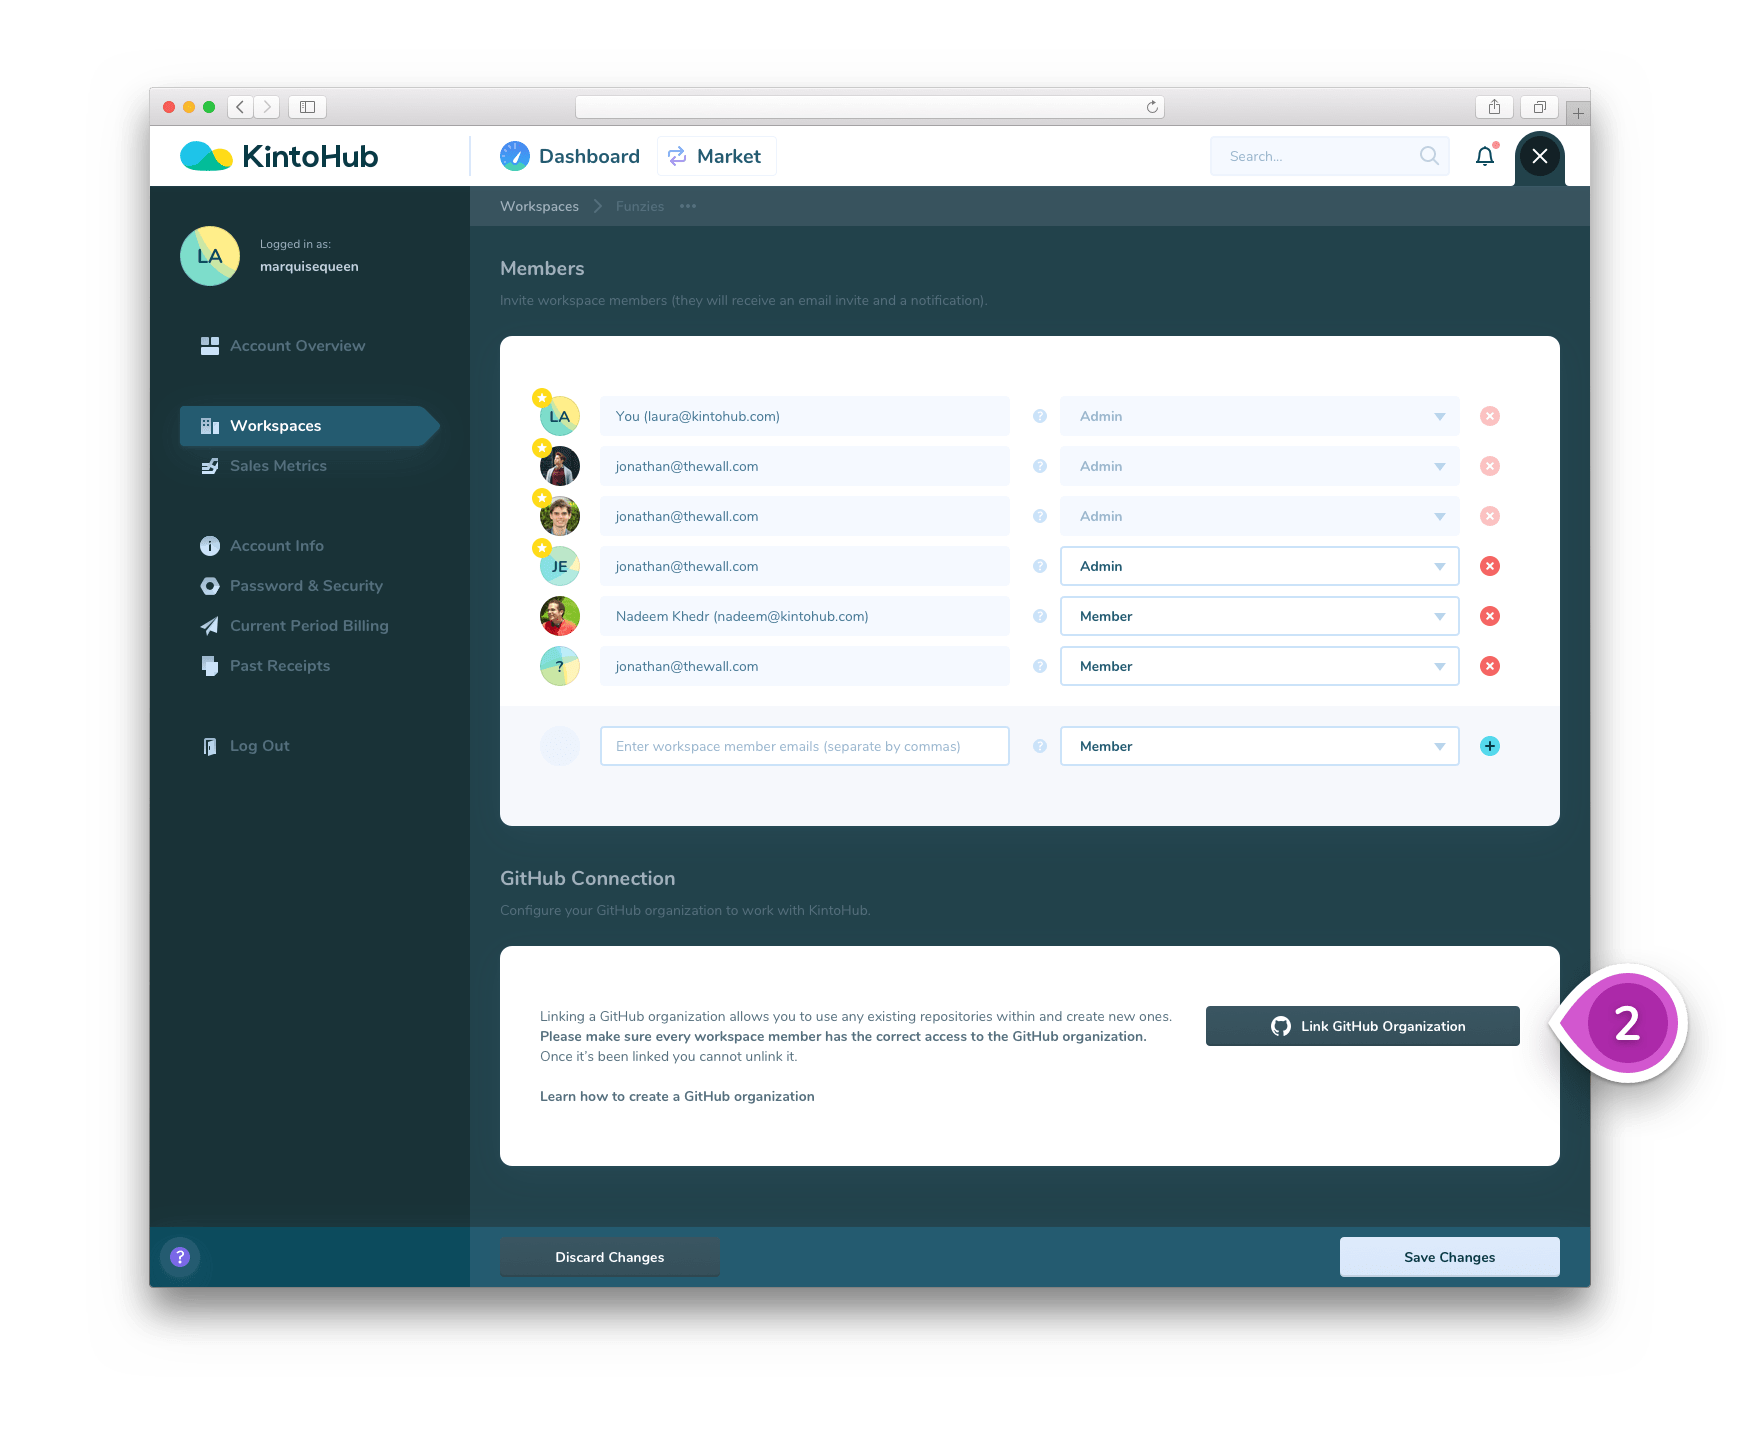 KintoHub
Dashboard
Market
Search...
Workspaces
Funzies
LA
Logged in as:
marquisequeen
Account Overview
Workspaces
Sales Metrics
Account Info
Password & Security
Current Period Billing
Past Receipts
Log Out
Members
Invite workspace members (they will receive an email invite and a notification).
LA You (laura@kintohub.com) ? Admin
jonathan@thewall.com ? Admin
jonathan@thewall.com ? Admin
JE jonathan@thewall.com ? Admin
Nadeem Khedr (nadeem@kintohub.com) ? Member
? jonathan@thewall.com ? Member
Enter workspace member emails (separate by commas) ? Member
GitHub Connection
Configure your GitHub organization to work with KintoHub.
Linking a GitHub organization allows you to use any existing repositories within and create new ones.
Please make sure every workspace member has the correct access to the GitHub organization.
Once it's been linked you cannot unlink it.
Learn how to create a GitHub organization
Link GitHub Organization
2
?
Discard Changes
Save Changes